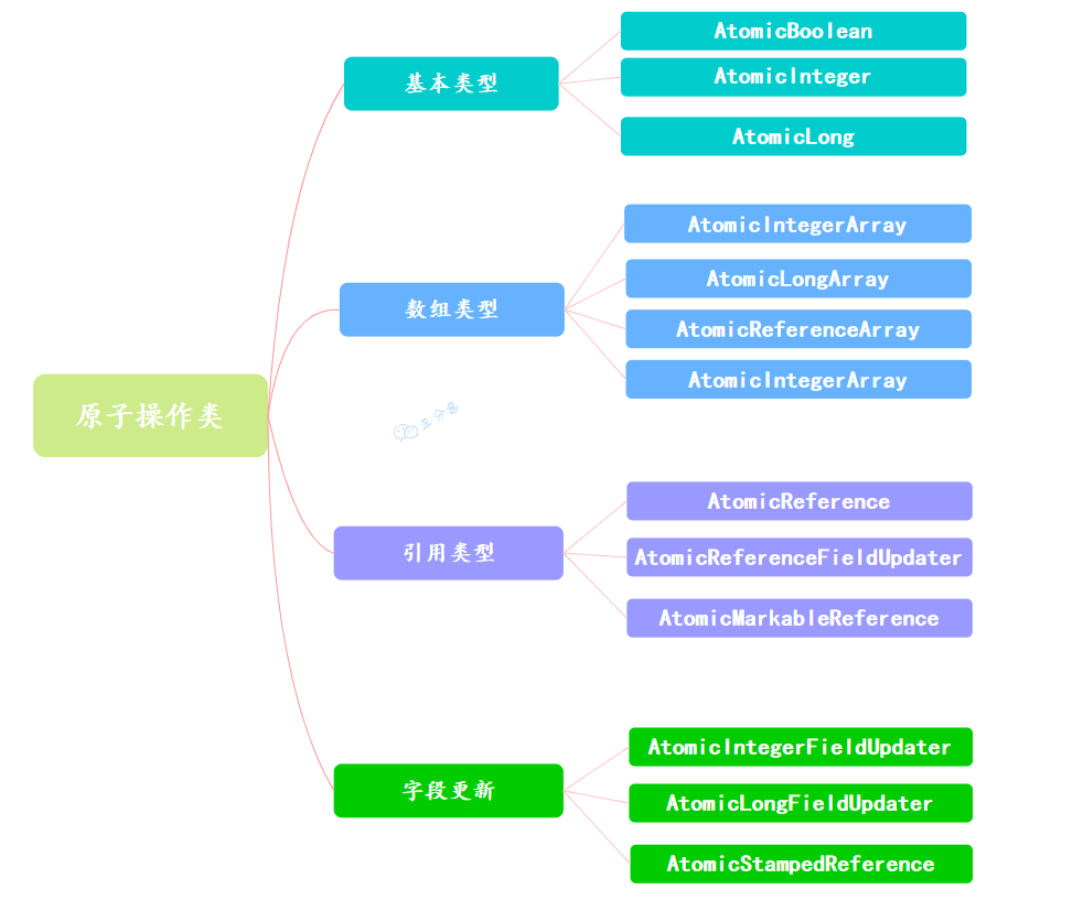 原子操作类
基本类型
AtomicBoolean
AtomicInteger
AtomicLong
数组类型
AtomicIntegerArray
AtomicLongArray
AtomicReferenceArray
AtomicIntegerArray
三分恶
引用类型
AtomicReference
AtomicReferenceFieldUpdater
AtomicMarkableReference
字段更新
AtomicIntegerFieldUpdater
AtomicLongFieldUpdater
AtomicStampedReference